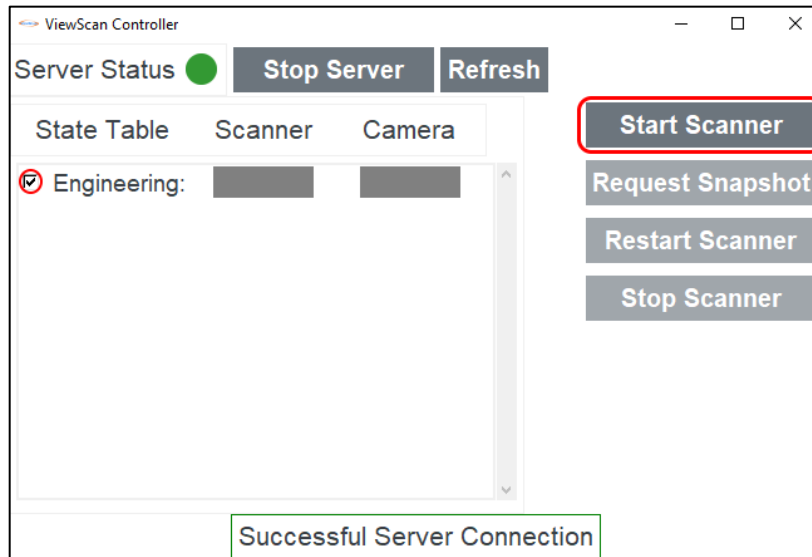 ViewScan Controller
Server Status Stop Server Refresh
Start Scanner
State Table Scanner Camera
Engineering:
Request Snapshot
Restart Scanner
Stop Scanner
Successful Server Connection